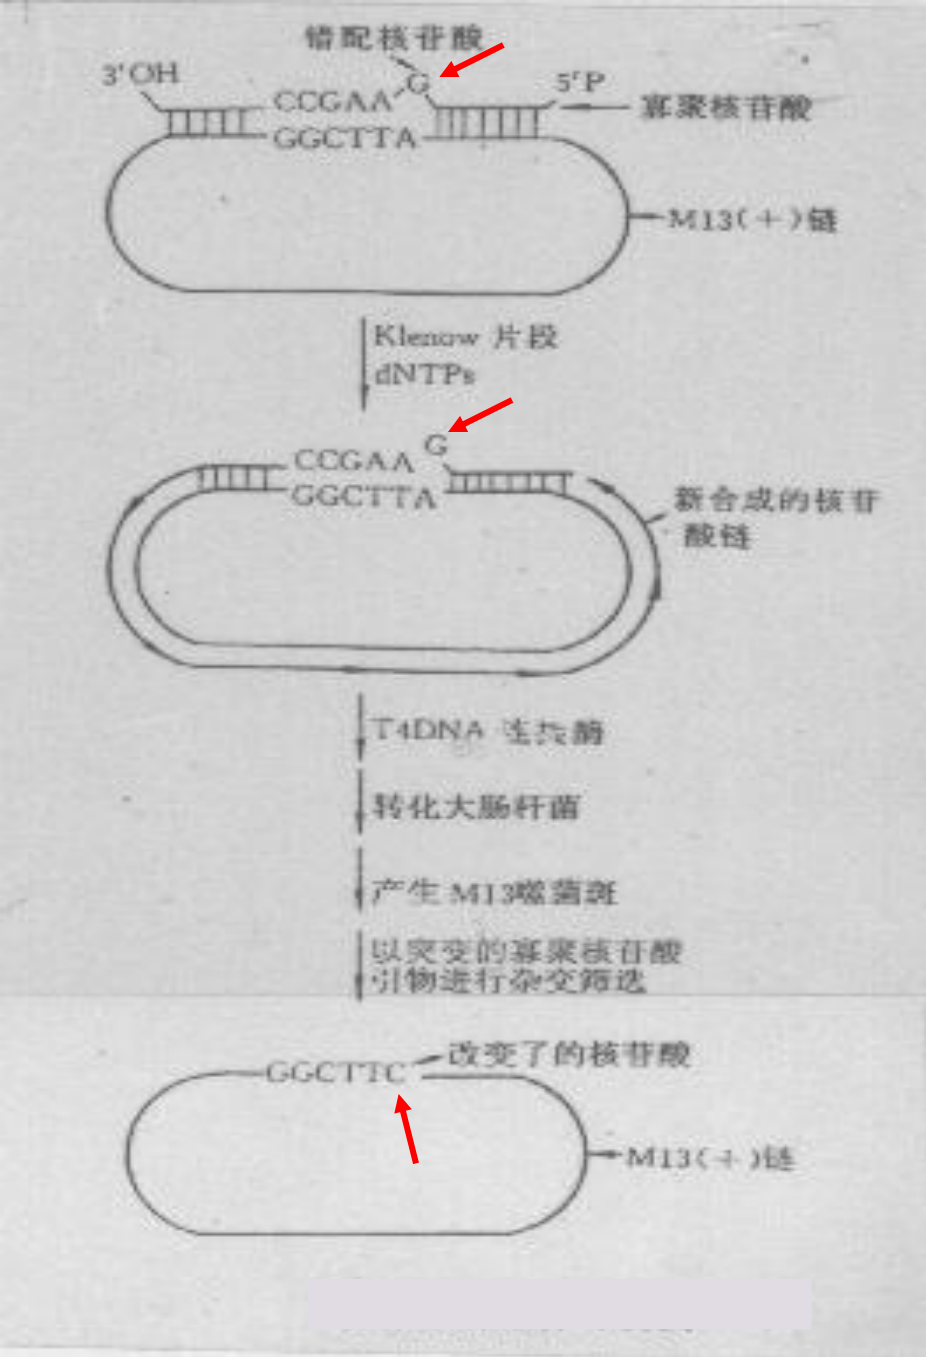 错配核苷酸
3'OH
G
5'P
CCGAA
寡聚核苷酸
GGCTTA
M13(+)链
Klenow 片段
dNTPs
G
CCGAA
GGCTTA
新合成的核苷
酸链
T4DNA 连接酶
转化大肠杆菌
产生 M13噬菌斑
以突变的寡聚核苷酸
引物进行杂交筛选
改变了的核苷酸
GGCTTC
M13(+)链